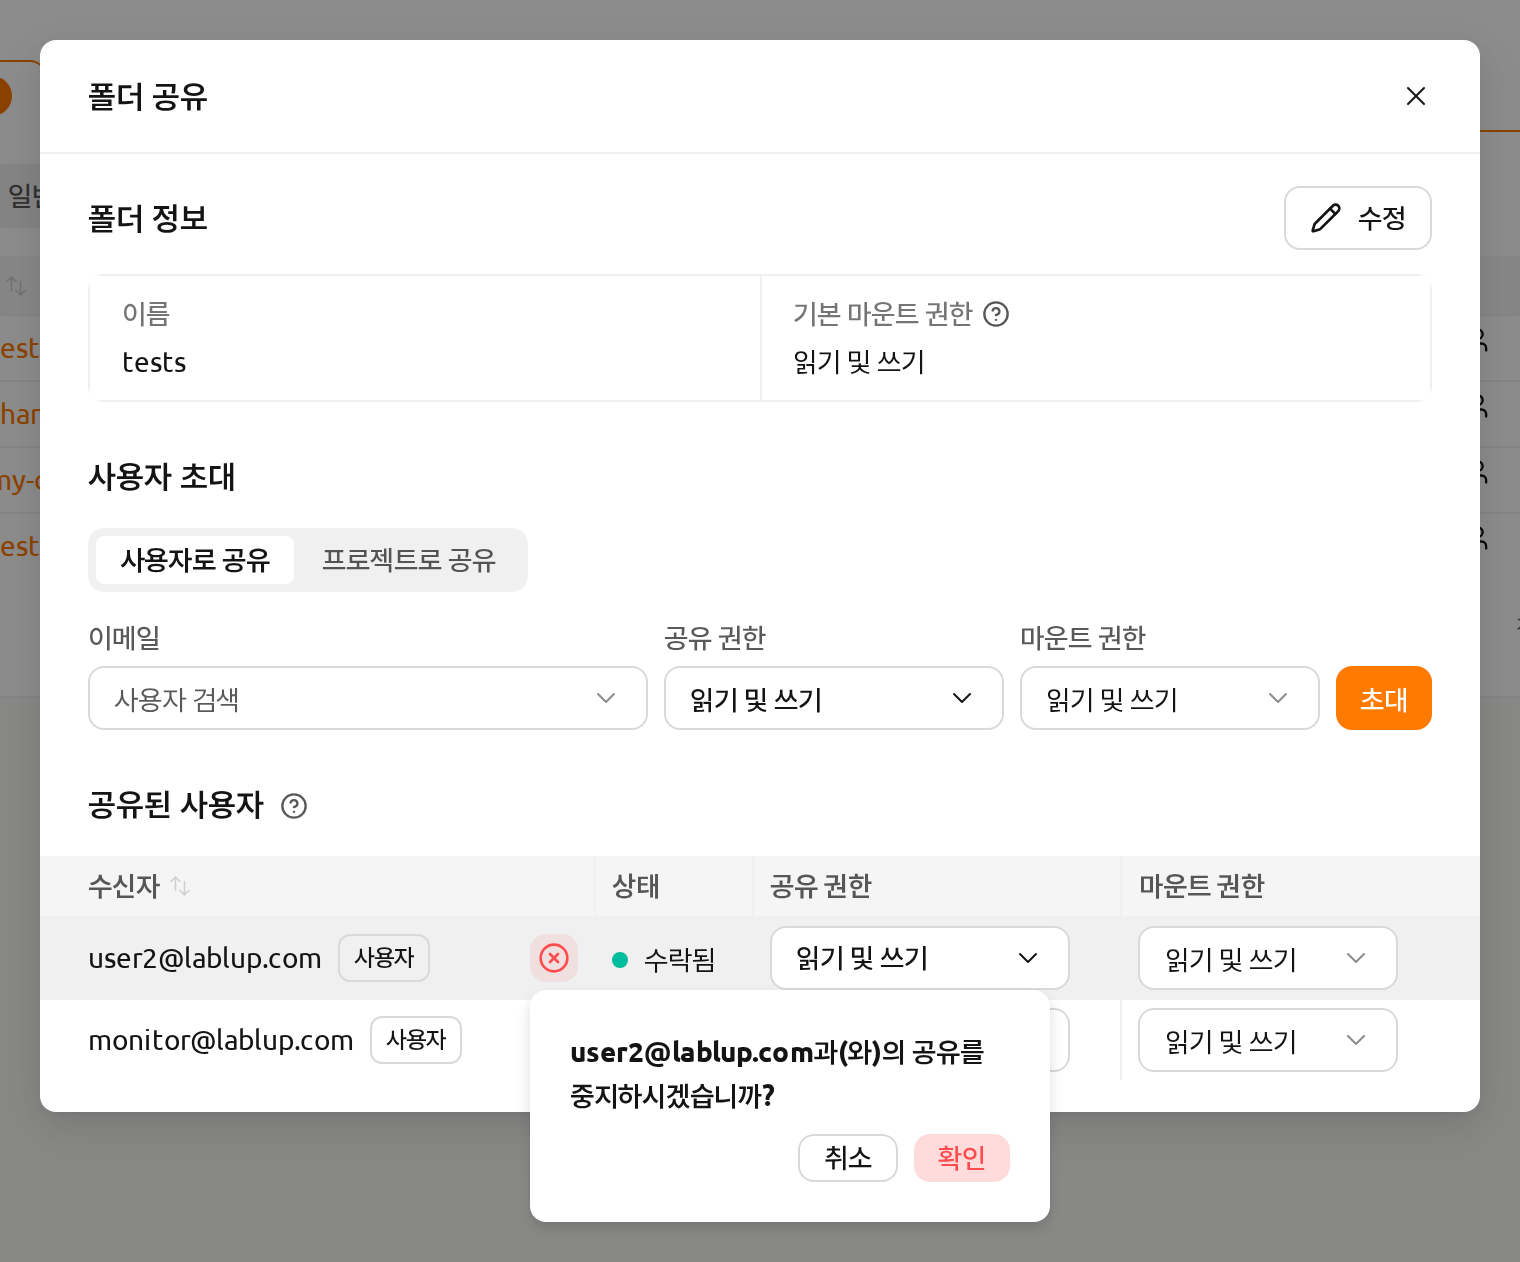 폴더 공유
폴더 정보
수정
이름
기본 마운트 권한
tests
읽기 및 쓰기
사용자 초대
사용자로 공유
프로젝트로 공유
이메일
공유 권한
마운트 권한
사용자 검색
읽기 및 쓰기
읽기 및 쓰기
초대
공유된 사용자
수신자
상태
공유 권한
마운트 권한
user2@lablup.com
사용자
수락됨
읽기 및 쓰기
읽기 및 쓰기
monitor@lablup.com
사용자
읽기 및 쓰기
user2@lablup.com과(와)의 공유를
중지하시겠습니까?
취소
확인